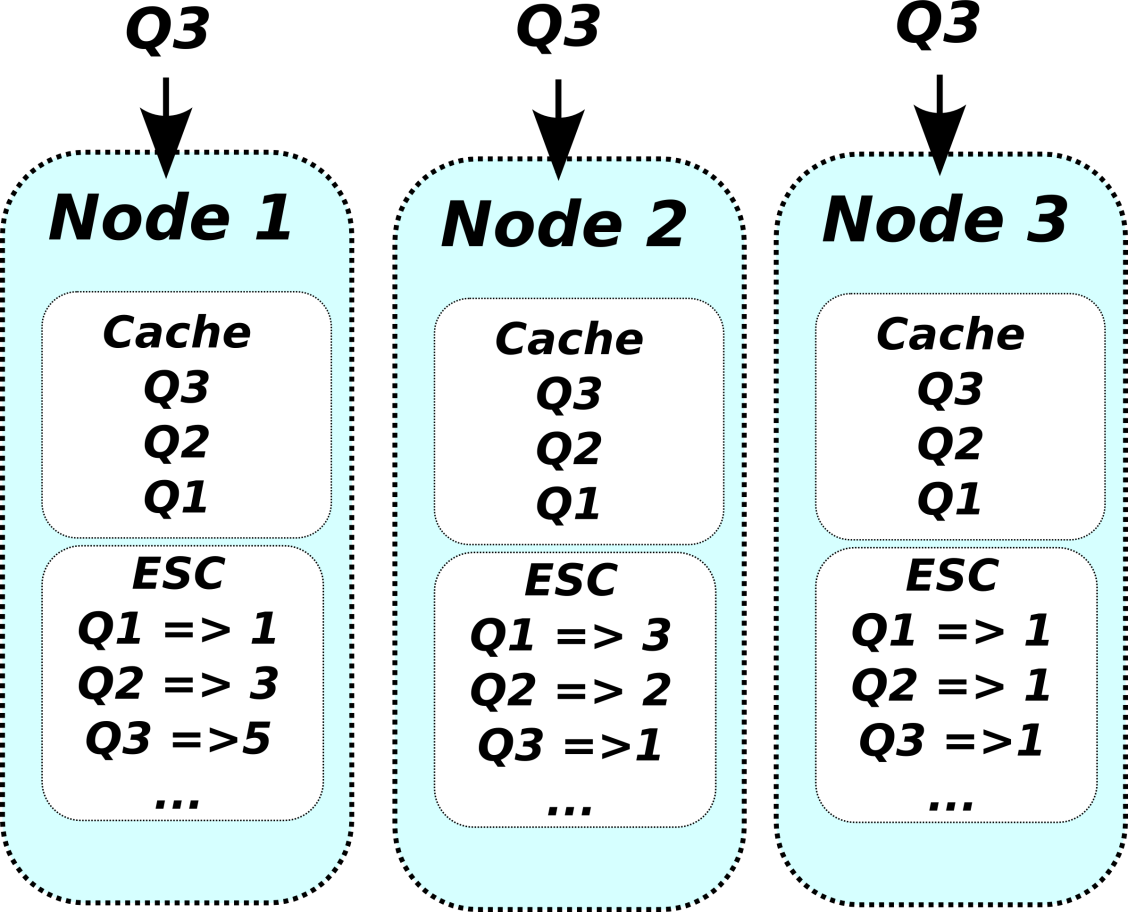 Q3
Node 1
Cache
Q3
Q2
Q1
ESC
Q1 => 1
Q2 => 3
Q3 =>5
...
Q3
Node 2
Cache
Q3
Q2
Q1
ESC
Q1 => 3
Q2 => 2
Q3 =>1
...
Q3
Node 3
Cache
Q3
Q2
Q1
ESC
Q1 => 1
Q2 => 1
Q3 =>1
...